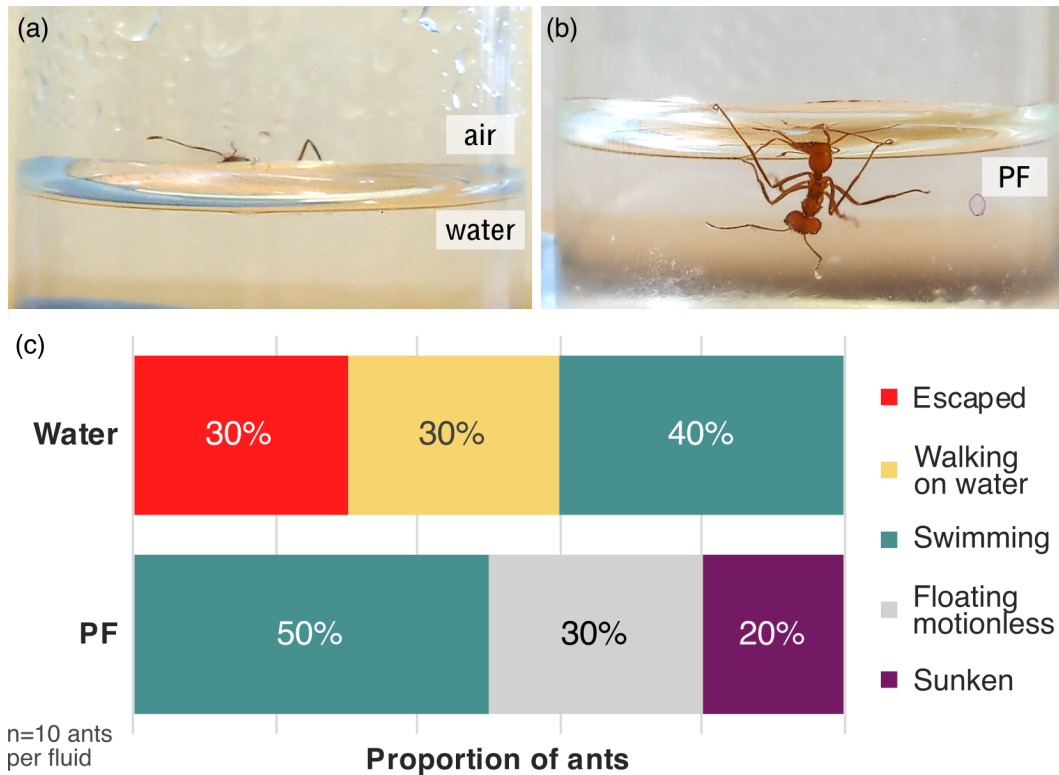 (a)
air
water
(b)
PF
(c)
Water
30%
30%
40%
PF
50%
30%
20%
Escaped
Walking
on water
Swimming
Floating
motionless
Sunken
n=10 ants
per fluid
Proportion of ants